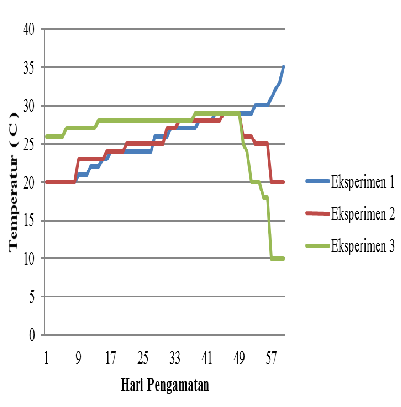 Temperatur ( C )
40
35
30
25
20
15
10
5
0
1 9 17 25 33 41 49 57
Hari Pengamatan
Eksperimen 1
Eksperimen 2
Eksperimen 3